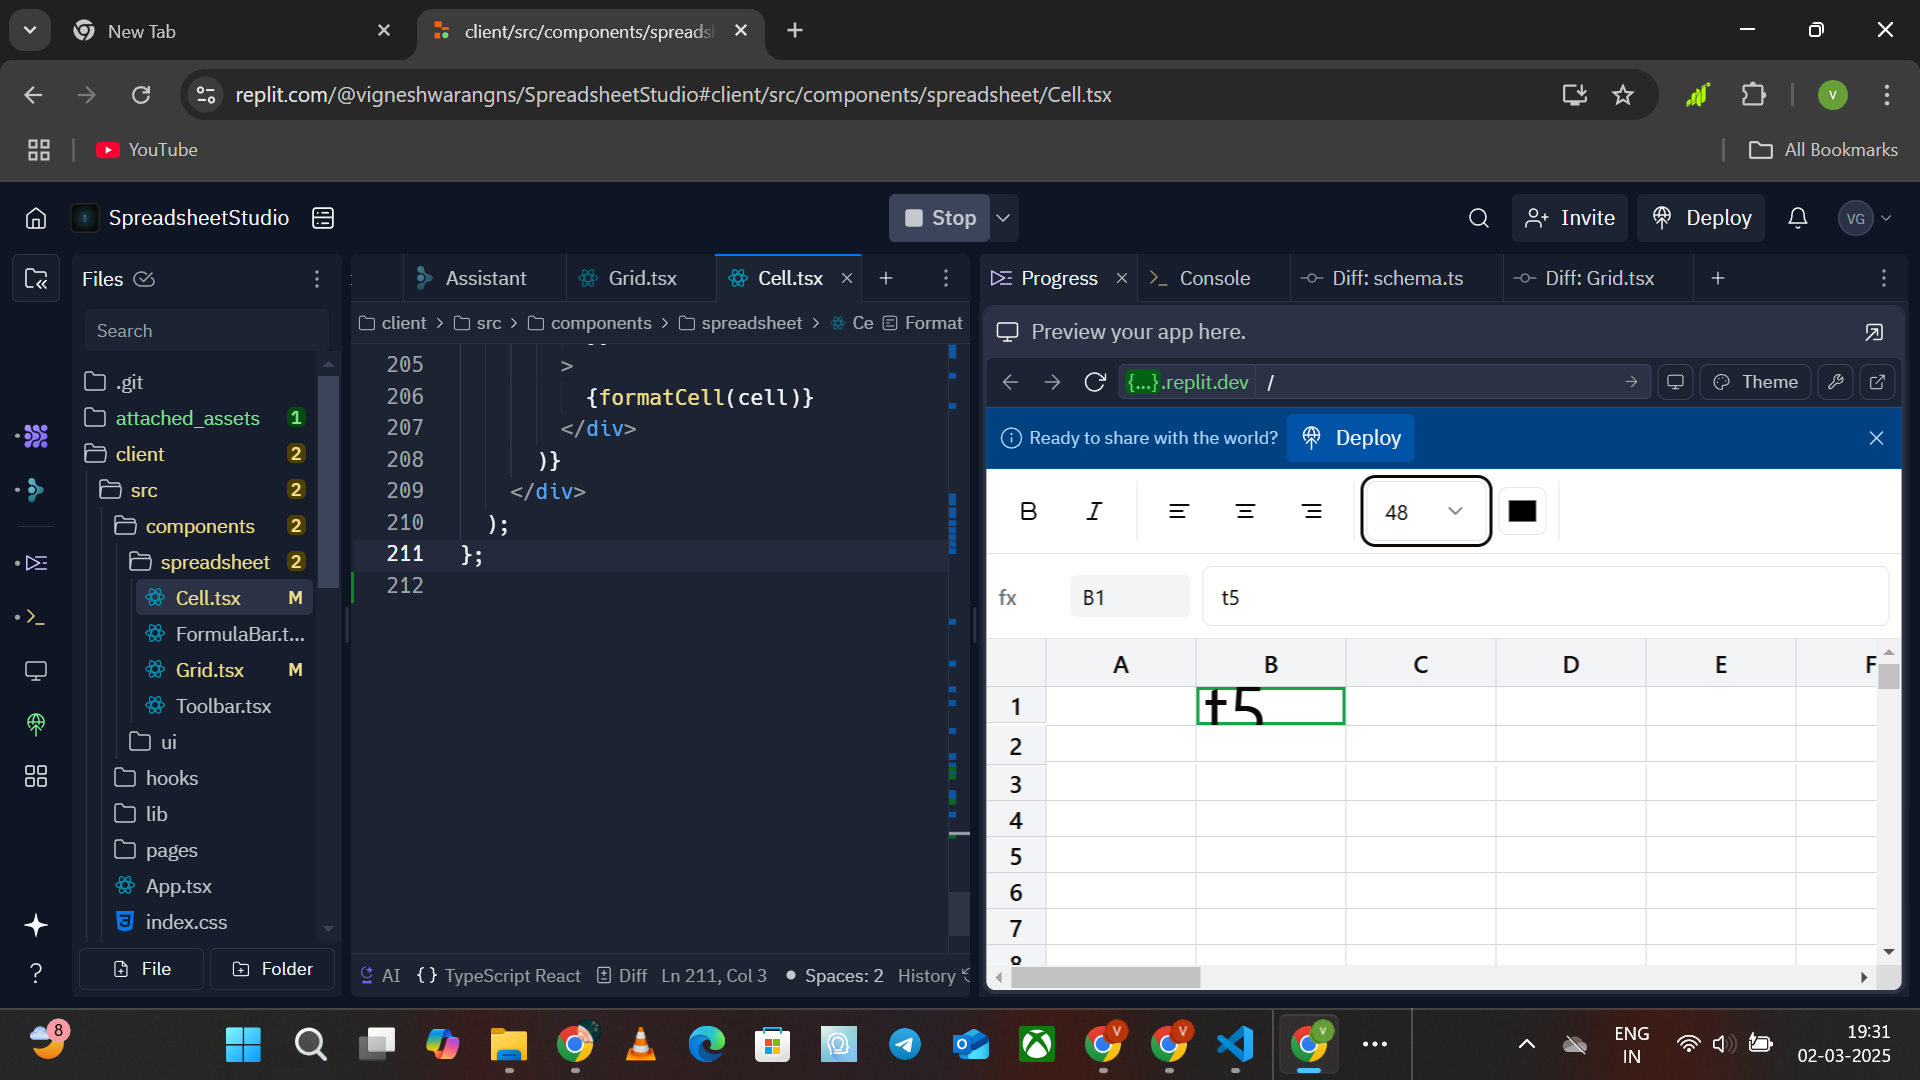 New Tab
client/src/components/spreads
replit.com/@vigneshwarangns/SpreadsheetStudio#client/src/components/spreadsheet/Cell.tsx
V
YouTube
All Bookmarks
SpreadsheetStudio
Stop
Invite
Deploy
VG
Files
Assistant
Grid.tsx
Cell.tsx
Progress
Console
Diff: schema.ts
Diff: Grid.tsx
Search
client
src
components
spreadsheet
Ce
Format
Preview your app here.
.git
attached_assets 1
client 2
src 2
components 2
spreadsheet 2
Cell.tsx M
FormulaBar.t...
Grid.tsx M
Toolbar.tsx
ui
hooks
lib
pages
App.tsx
index.css
File
Folder
205 >
206 {formatCell(cell)}
207 </div>
208 )}
209 </div>
210 );
211 };
212
AI
{} TypeScript React
Diff
Ln 211, Col 3
Spaces: 2
History
{...}.replit.dev
/
Theme
Ready to share with the world?
Deploy
B
I
48
fx
B1
t5
A B C D E F
1 t5
2
3
4
5
6
7
8
8
V
V
V
ENG
IN
19:31
02-03-2025